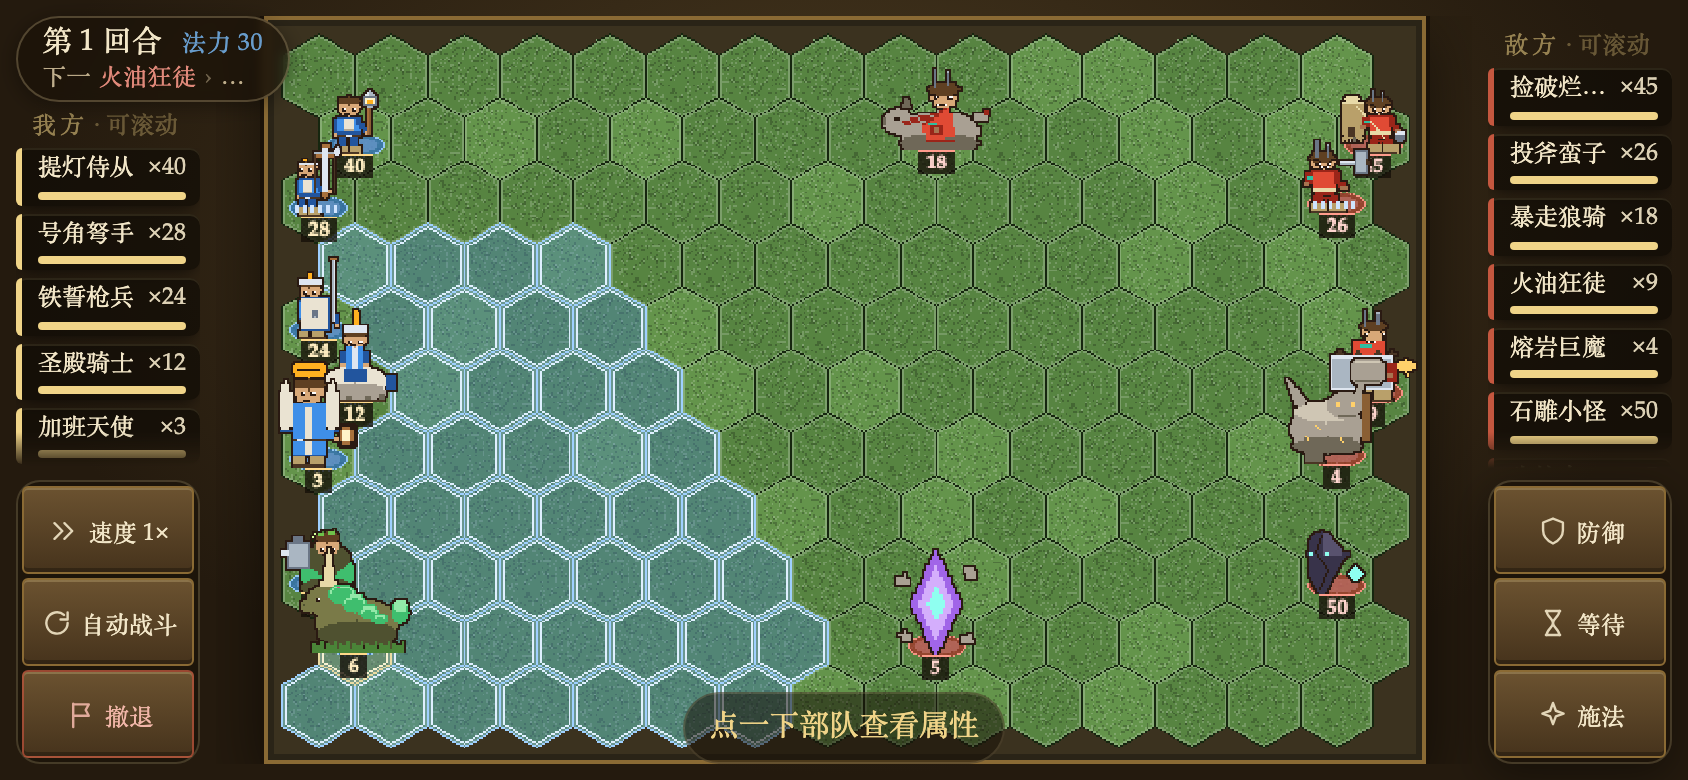 第 1 回合 法力 30
下一 火油狂徒 › …
我方 · 可滚动
提灯侍从 ×40
号角弩手 ×28
铁誓枪兵 ×24
圣殿骑士 ×12
加班天使 ×3
速度 1×
自动战斗
撤退
40
28
24
12
3
6
18
5
26
4
50
5
点一下部队查看属性
敌方 · 可滚动
捡破烂… ×45
投斧蛮子 ×26
暴走狼骑 ×18
火油狂徒 ×9
熔岩巨魔 ×4
石雕小怪 ×50
防御
等待
施法